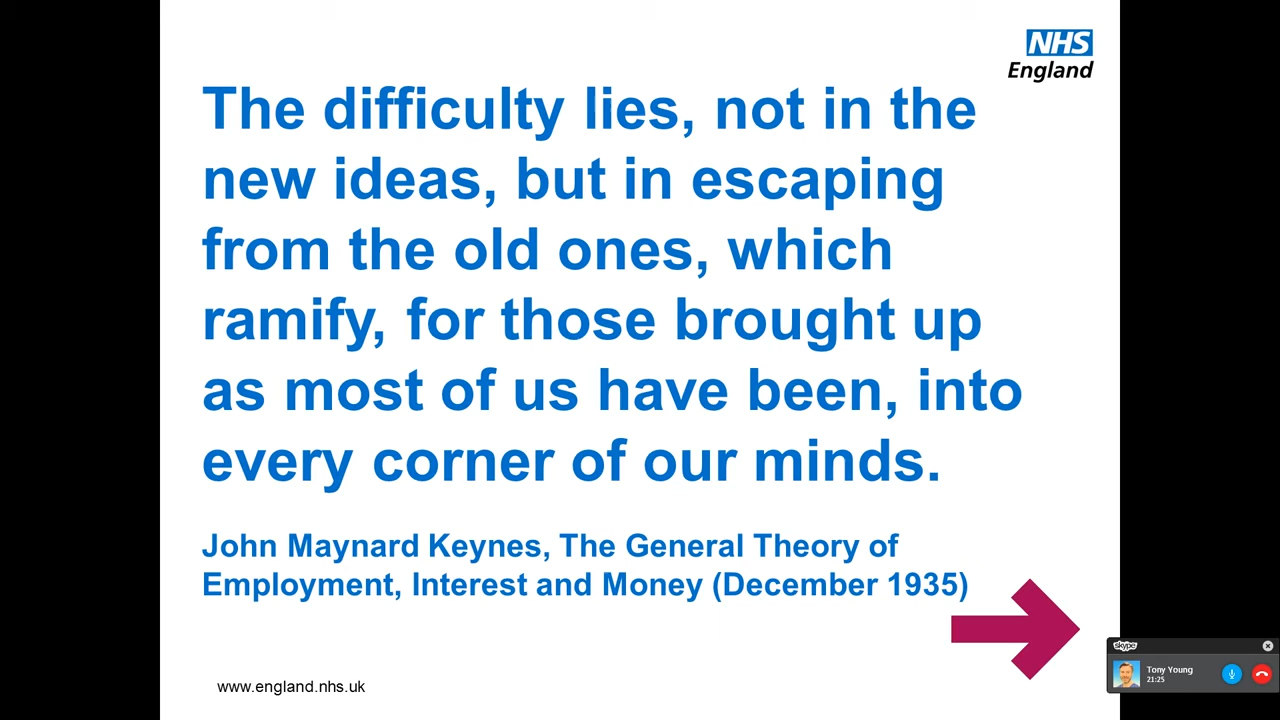 NHS
England
The difficulty lies, not in the
new ideas, but in escaping
from the old ones, which
ramify, for those brought up
as most of us have been, into
every corner of our minds.
John Maynard Keynes, The General Theory of
Employment, Interest and Money (December 1935)
www.england.nhs.uk
skype
Tony Young
21:25